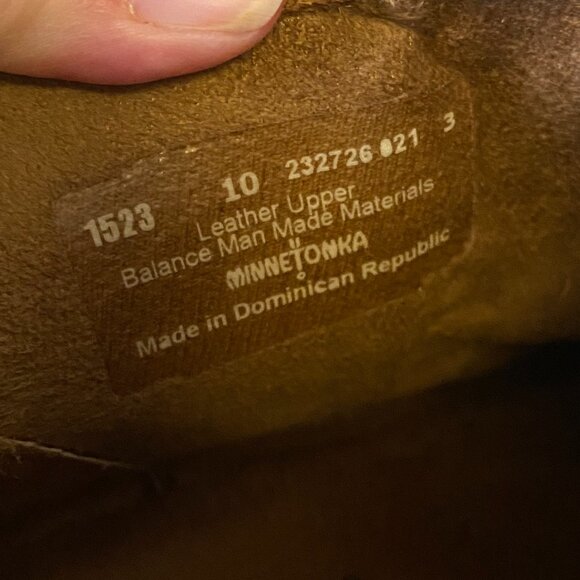 1523 10 232726 021 3
Leather Upper
Balance Man Made Materials
MINNETONKA
Made in Dominican Republic